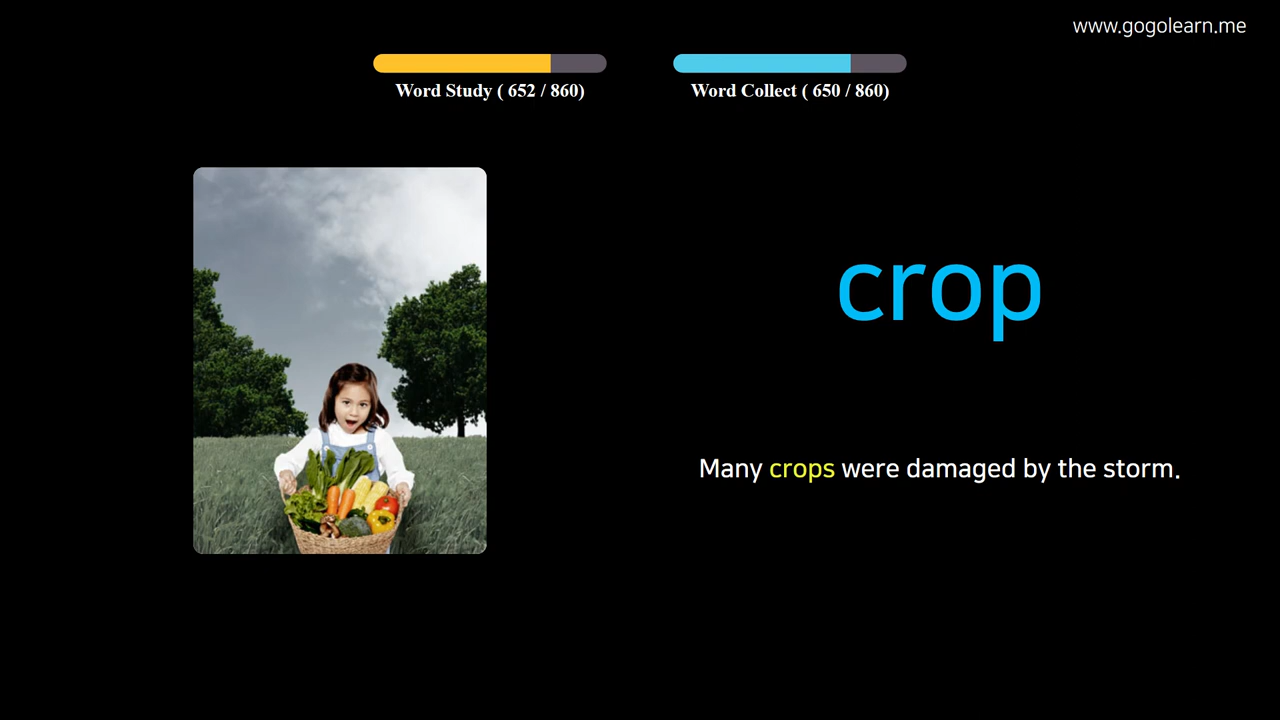 www.gogolearn.me
Word Study ( 652 / 860)
Word Collect ( 650 / 860)
crop
Many crops were damaged by the storm.